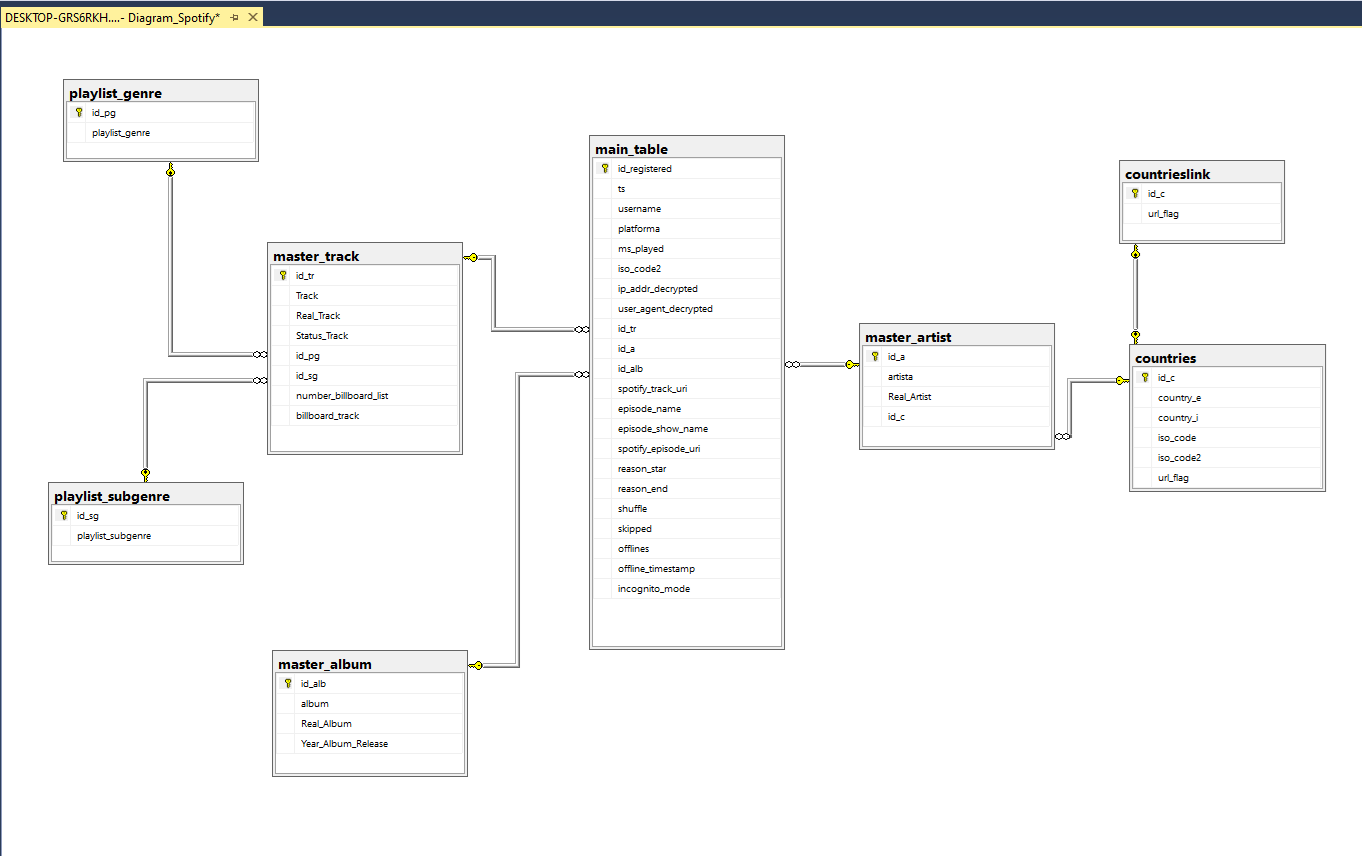 DESKTOP-GRS6RKH....- Diagram_Spotify*
playlist_genre
id_pg
playlist_genre
master_track
id_tr
Track
Real_Track
Status_Track
id_pg
id_sg
number_billboard_list
billboard_track
playlist_subgenre
id_sg
playlist_subgenre
master_album
id_alb
album
Real_Album
Year_Album_Release
main_table
id_registered
ts
username
platforma
ms_played
iso_code2
ip_addr_decrypted
user_agent_decrypted
id_tr
id_a
id_alb
spotify_track_uri
episode_name
episode_show_name
spotify_episode_uri
reason_star
reason_end
shuffle
skipped
offlines
offline_timestamp
incognito_mode
master_artist
id_a
artista
Real_Artist
id_c
countrieslink
id_c
url_flag
countries
id_c
country_e
country_i
iso_code
iso_code2
url_flag